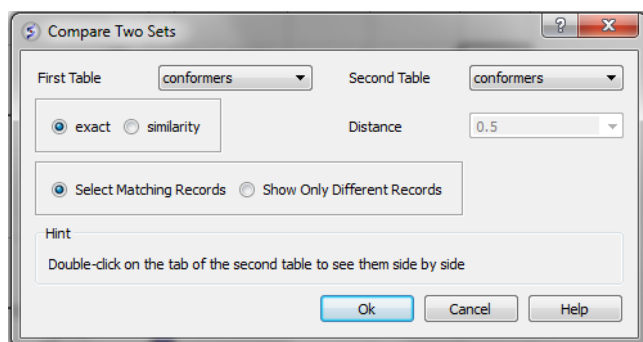 Compare Two Sets
First Table conformers Second Table conformers
exact similarity Distance 0.5
Select Matching Records Show Only Different Records
Hint
Double-click on the tab of the second table to see them side by side
Ok Cancel Help